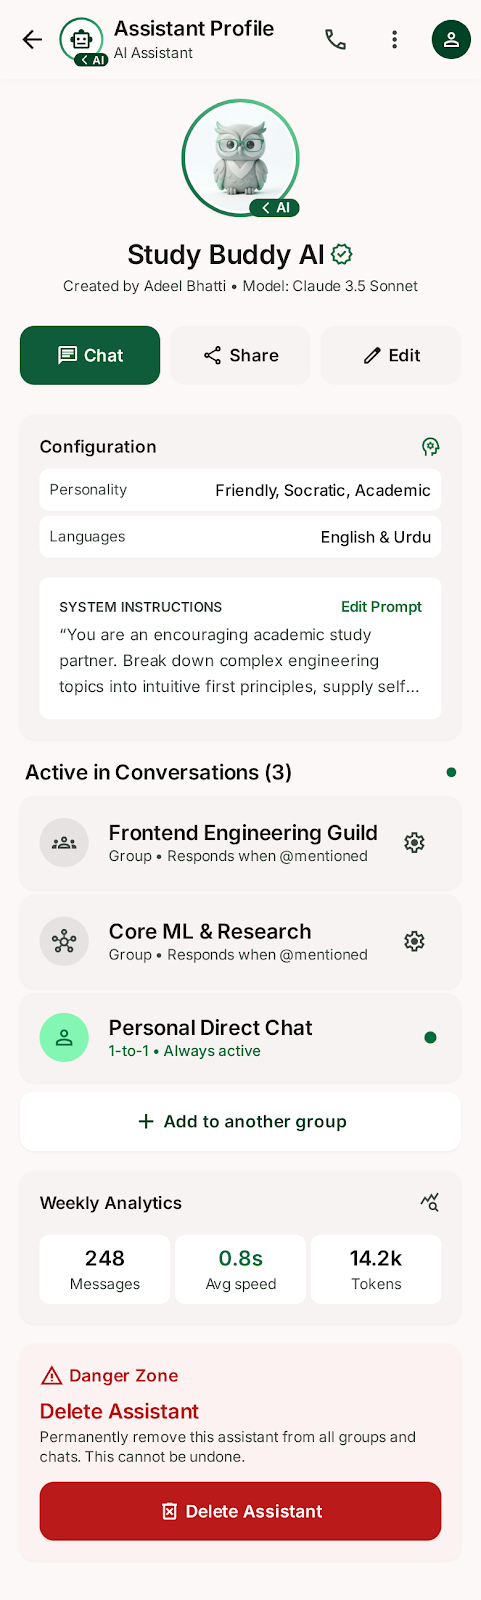 Assistant Profile
AI Assistant
AI
AI
Study Buddy AI
Created by Adeel Bhatti • Model: Claude 3.5 Sonnet
Chat
Share
Edit
Configuration
Personality
Friendly, Socratic, Academic
Languages
English & Urdu
SYSTEM INSTRUCTIONS
Edit Prompt
“You are an encouraging academic study
partner. Break down complex engineering
topics into intuitive first principles, supply self...
Active in Conversations (3)
Frontend Engineering Guild
Group • Responds when @mentioned
Core ML & Research
Group • Responds when @mentioned
Personal Direct Chat
1-to-1 • Always active
Add to another group
Weekly Analytics
248
Messages
0.8s
Avg speed
14.2k
Tokens
Danger Zone
Delete Assistant
Permanently remove this assistant from all groups and
chats. This cannot be undone.
Delete Assistant